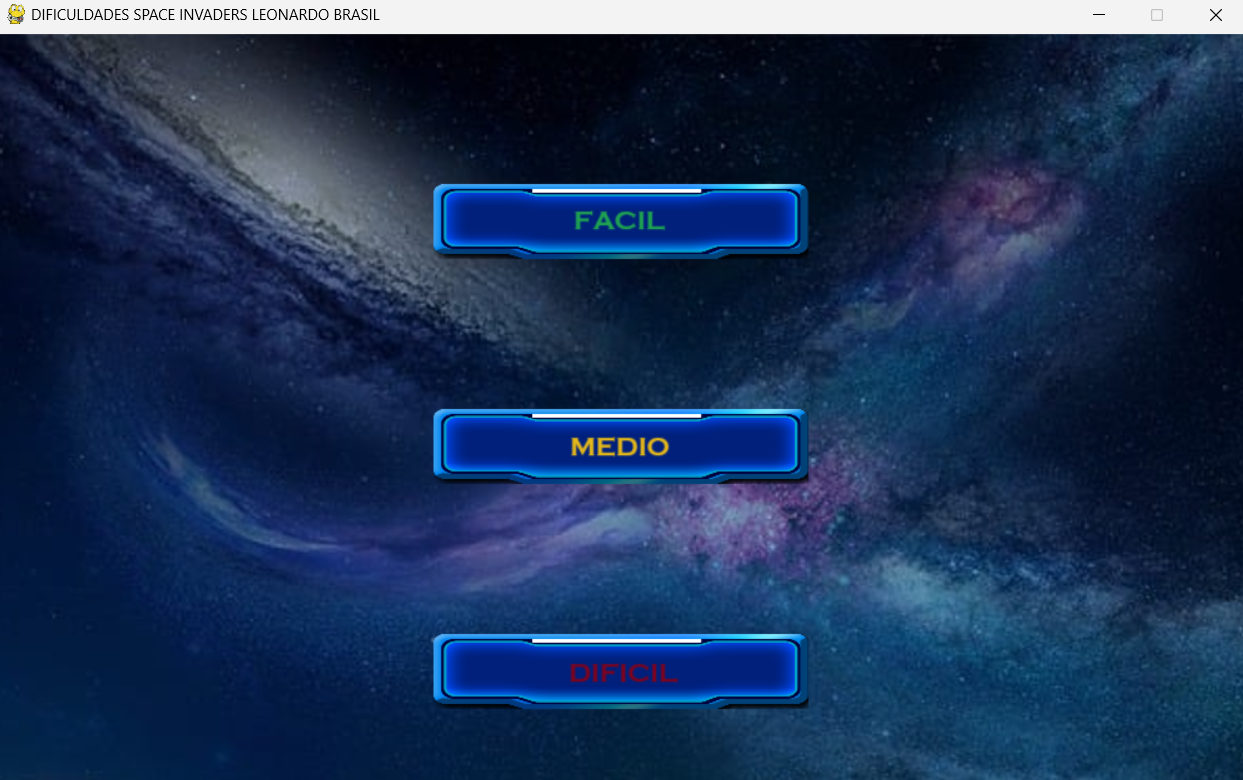 DIFICULDADES SPACE INVADERS LEONARDO BRASIL
FACIL
MEDIO
DIFICIL